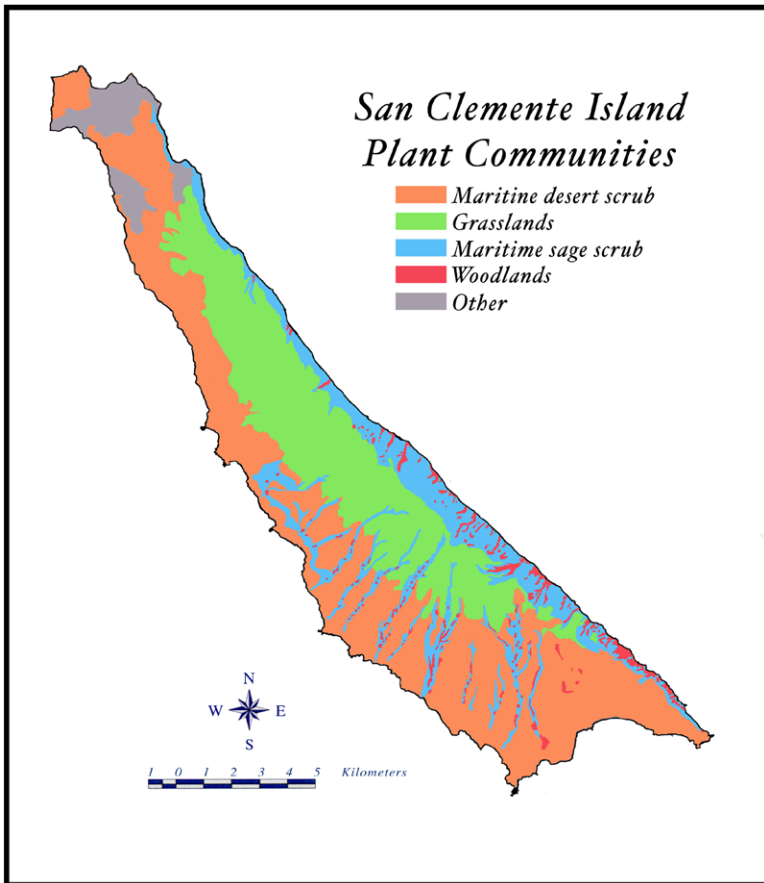 San Clemente Island
Plant Communities
Maritine desert scrub
Grasslands
Maritime sage scrub
Woodlands
Other
N
W E
S
1 0 1 2 3 4 5 Kilometers